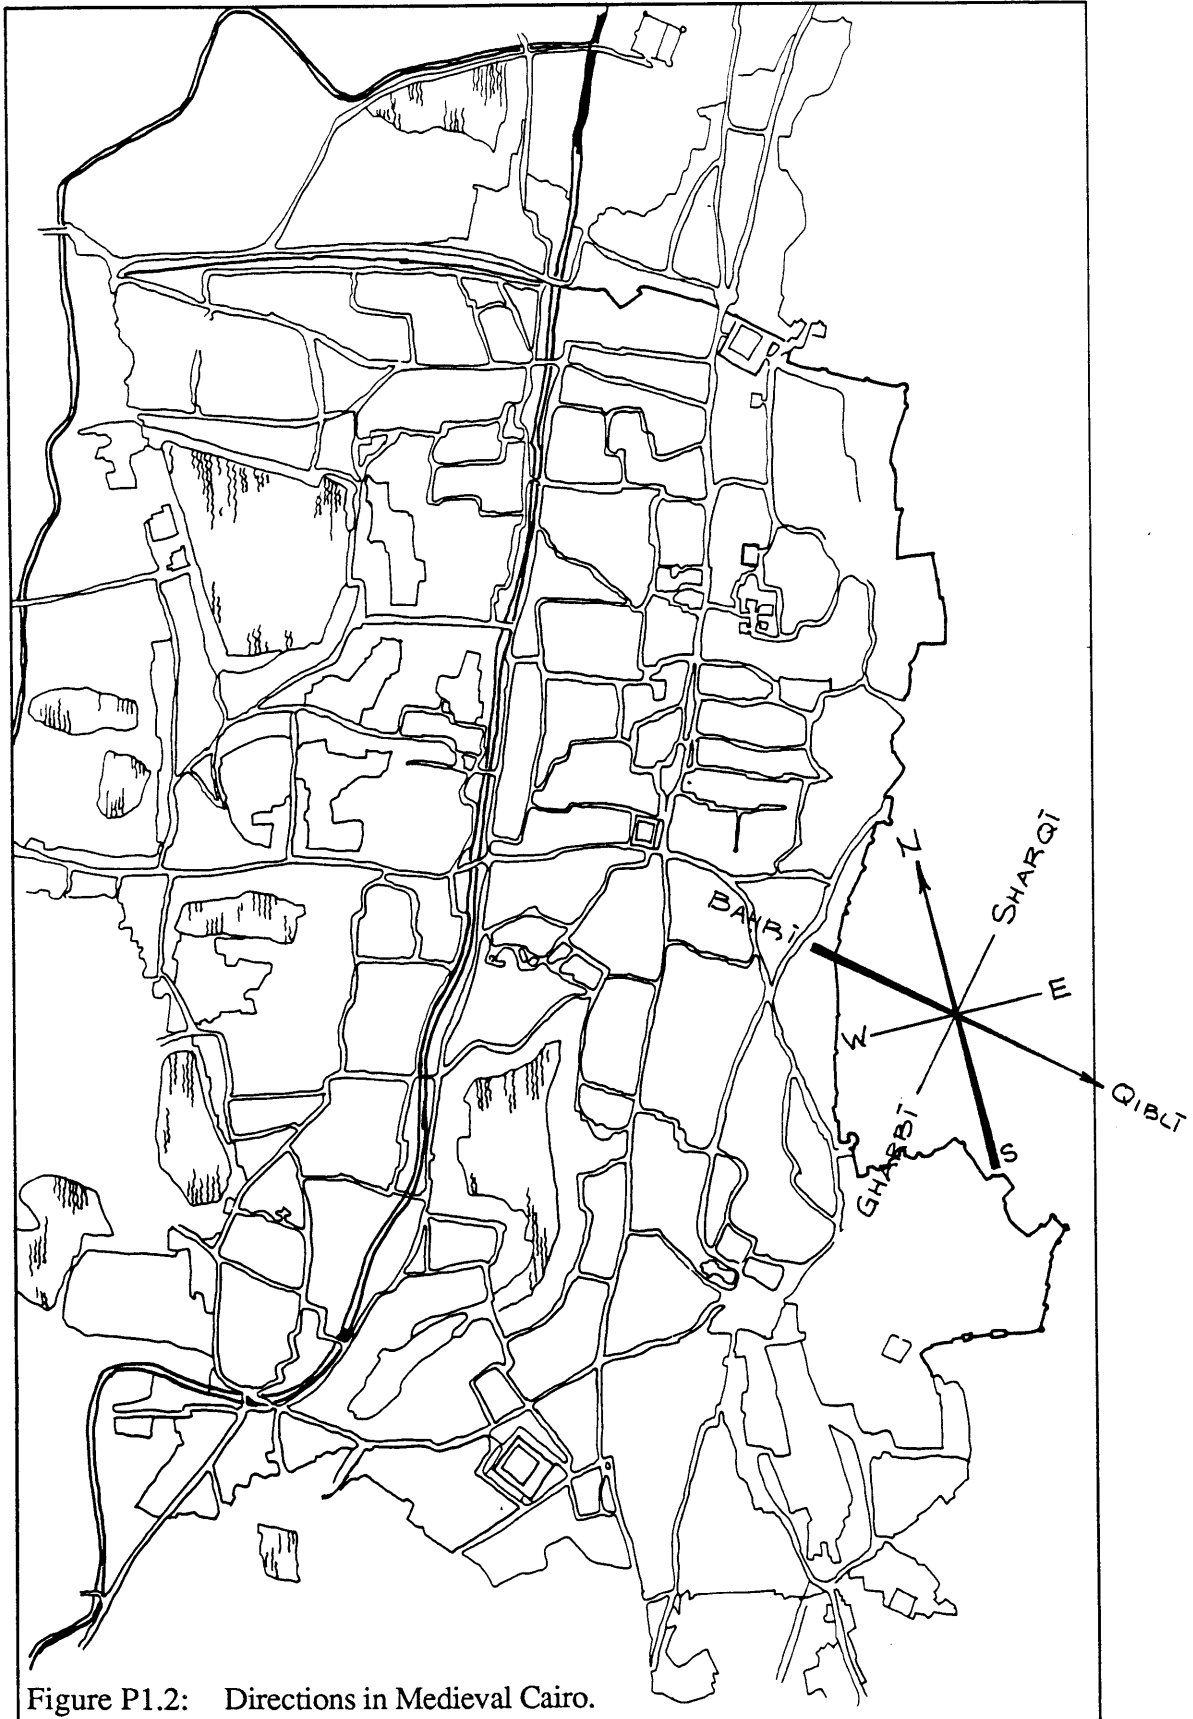 N
SHARQĪ
BAHRĪ
E
W
QIBLĪ
GHARBĪ
S
Figure P1.2: Directions in Medieval Cairo.